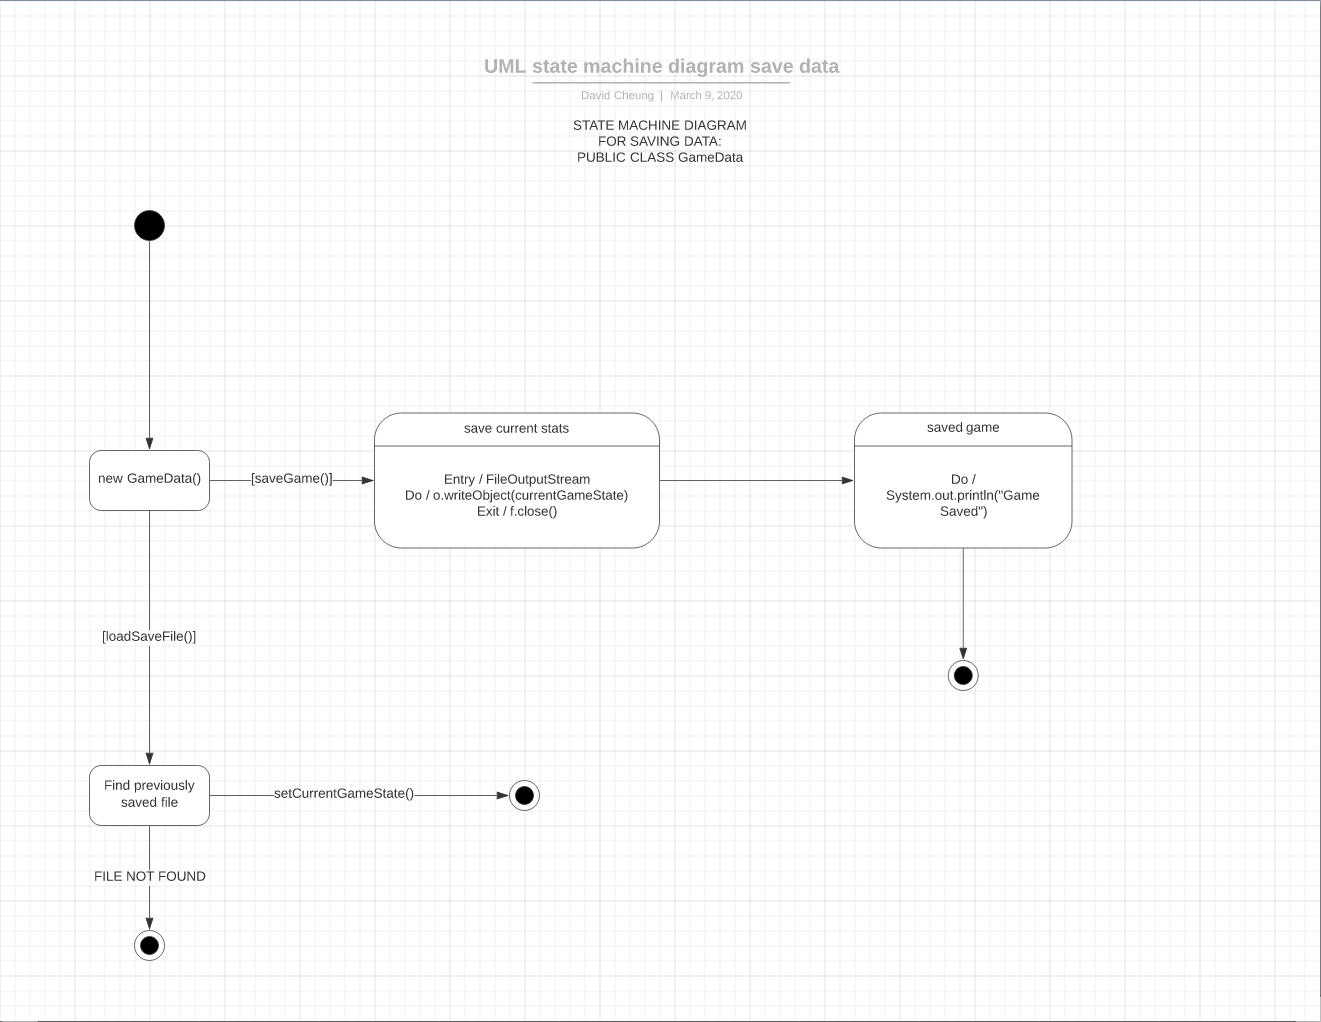 UML state machine diagram save data
David Cheung | March 9, 2020
STATE MACHINE DIAGRAM
FOR SAVING DATA:
PUBLIC CLASS GameData
save current stats
saved game
new GameData()
[saveGame()]
Entry / FileOutputStream
Do / o.writeObject(currentGameState)
Exit / f.close()
Do /
System.out.println("Game
Saved")
[loadSaveFile()]
Find previously
saved file
setCurrentGameState()
FILE NOT FOUND